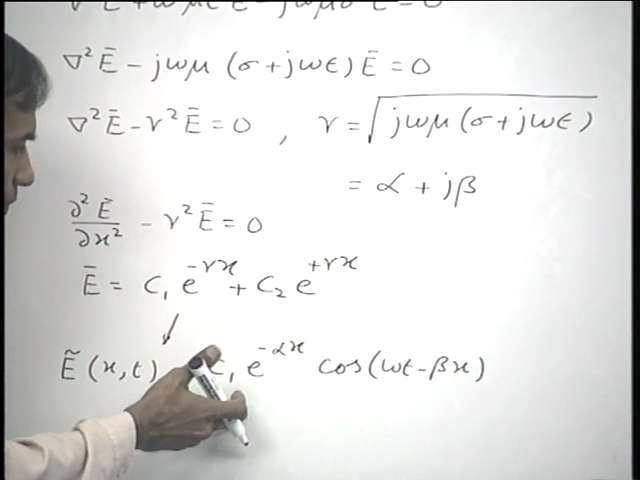 ∇²Ē − jωμ (σ + jωϵ) Ē = 0
∇²Ē − γ²Ē = 0 , γ = √(jωμ (σ + jωϵ))
= α + jβ
∂²Ē/∂x² − γ²Ē = 0
Ē = C₁ e^(−γx) + C₂ e^(+γx)
Ẽ (x,t) C₁ e^(−αx) cos(ωt − βx)